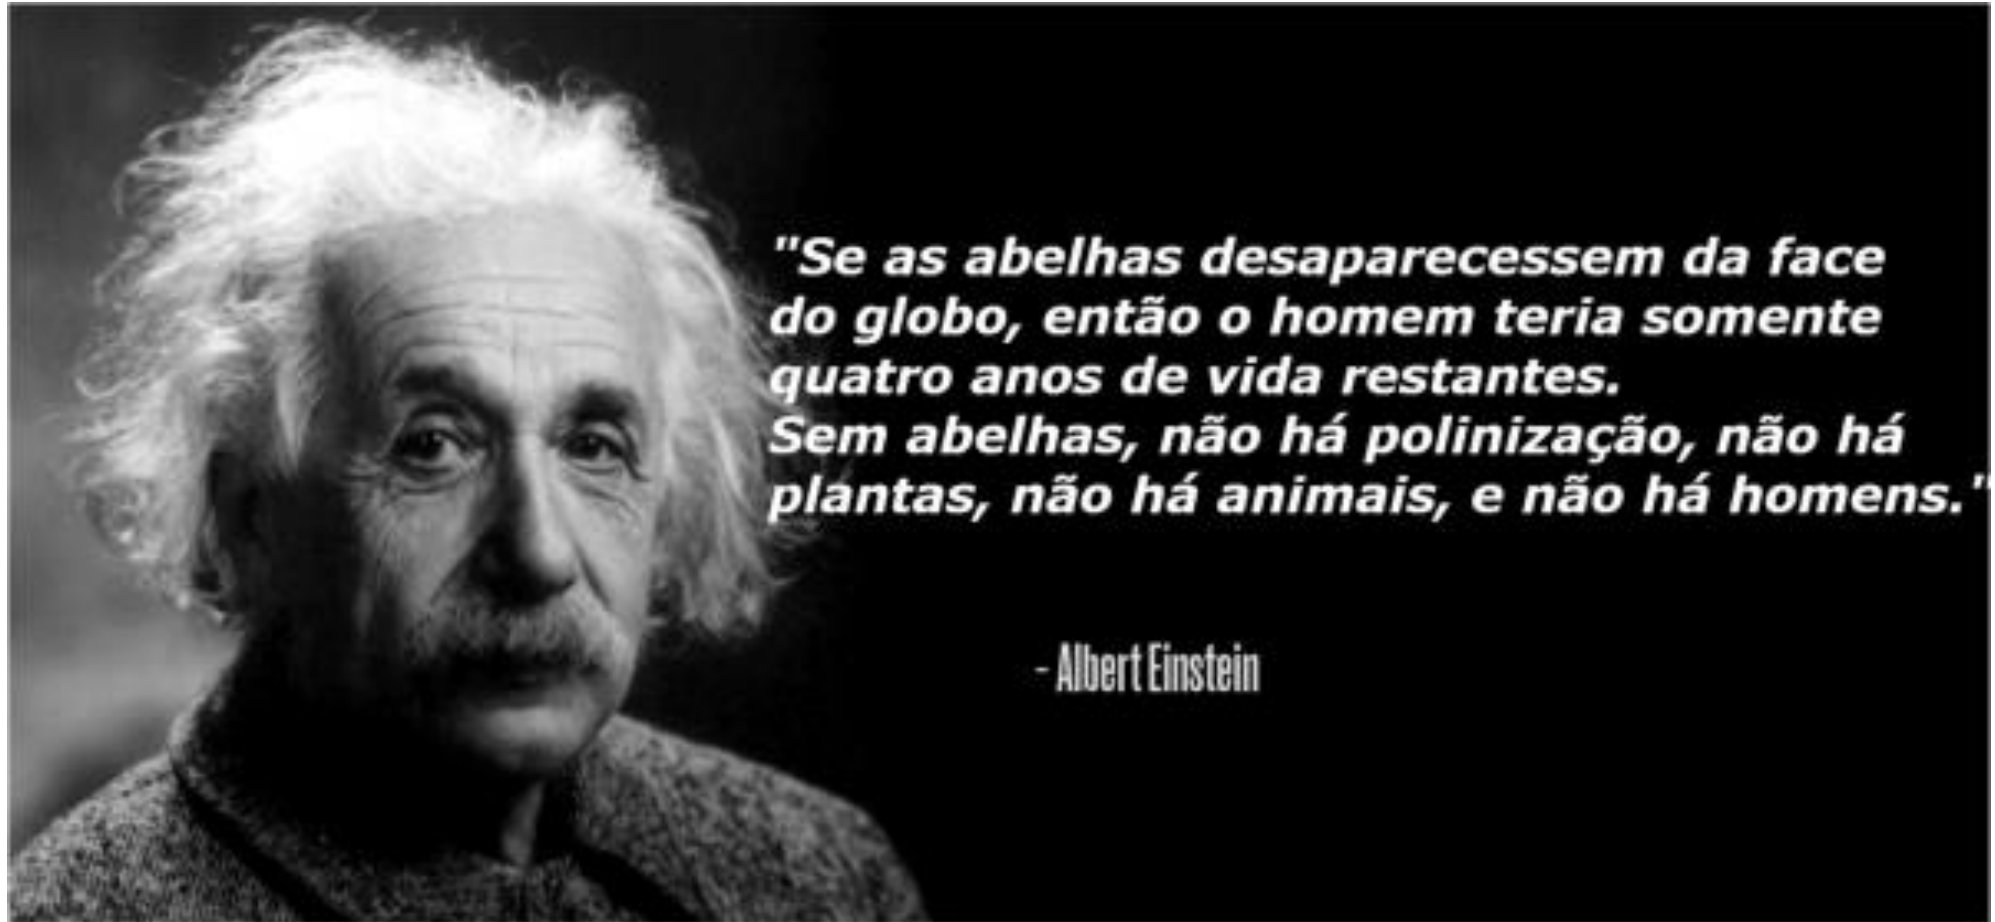 "Se as abelhas desaparecessem da face
do globo, então o homem teria somente
quatro anos de vida restantes.
Sem abelhas, não há polinização, não há
plantas, não há animais, e não há homens."
- Albert Einstein